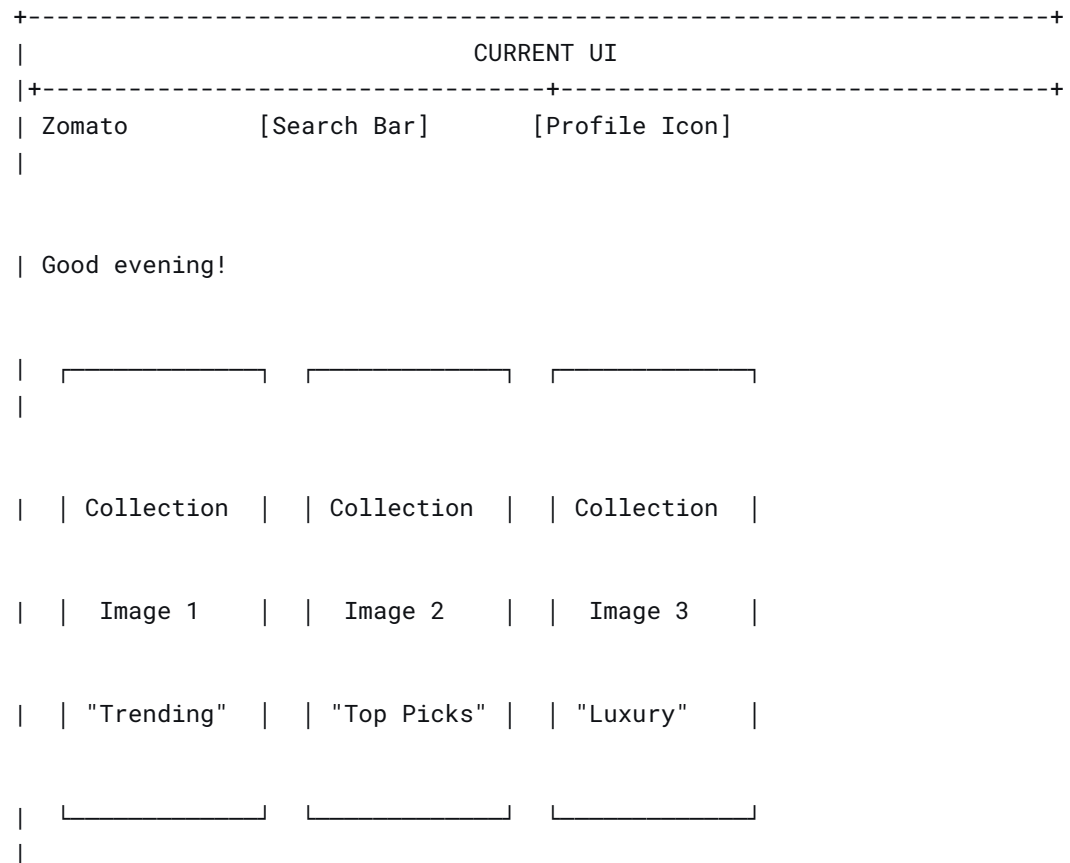 +-----------------------------------------------------------------------+
|                               CURRENT UI
|+-----------------------------------+----------------------------------+
| Zomato         [Search Bar]       [Profile Icon]
|
| Good evening!
|  ┌─────────────┐  ┌─────────────┐  ┌─────────────┐
|
|  │ Collection  │  │ Collection  │  │ Collection  │
|  │  Image 1    │  │  Image 2    │  │  Image 3    │
|  │ "Trending"  │  │ "Top Picks" │  │ "Luxury"    │
|  └─────────────┘  └─────────────┘  └─────────────┘
|